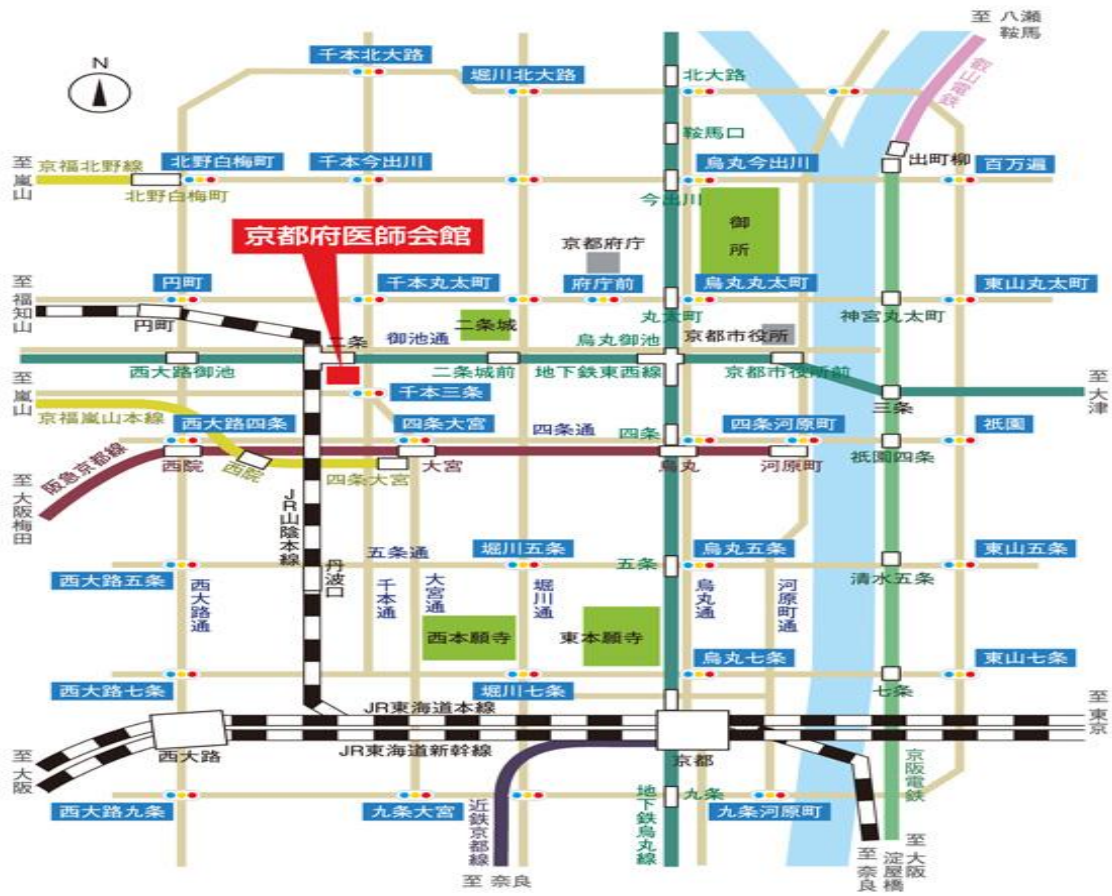 至 八瀬
鞍馬
N
千本北大路
堀川北大路
北大路
叡山電鉄
鞍馬口
出町柳
至嵐山
京福北野線
北野白梅町
千本今出川
烏丸今出川
百万遍
北野白梅町
今出川
御所
京都府医師会館
京都府庁
至福知山
円町
千本丸太町
府庁前
烏丸丸太町
東山丸太町
円町
丸太町
神宮丸太町
二条
御池通
二条城
烏丸御池
京都市役所
西大路御池
二条城前
地下鉄東西線
京都市役所前
至嵐山
京福嵐山本線
千本三条
三条
至大津
西大路四条
四条大宮
四条通
四条
四条河原町
祇園
阪急京都線
西院
西院
四条大宮
大宮
烏丸
河原町
祇園四条
至大阪梅田
JR山陰本線
五条通
堀川五条
五条
烏丸五条
東山五条
西大路五条
丹波口
清水五条
西大路通
千本通
大宮通
堀川通
烏丸通
河原町通
西本願寺
東本願寺
烏丸七条
東山七条
西大路七条
堀川七条
七条
JR東海道本線
至東京
西大路
JR東海道新幹線
京都
至大阪
京阪電鉄
西大路九条
九条大宮
近鉄京都線
地下鉄烏丸線
九条
九条河原町
至 奈良
至奈良
淀屋橋
至大阪